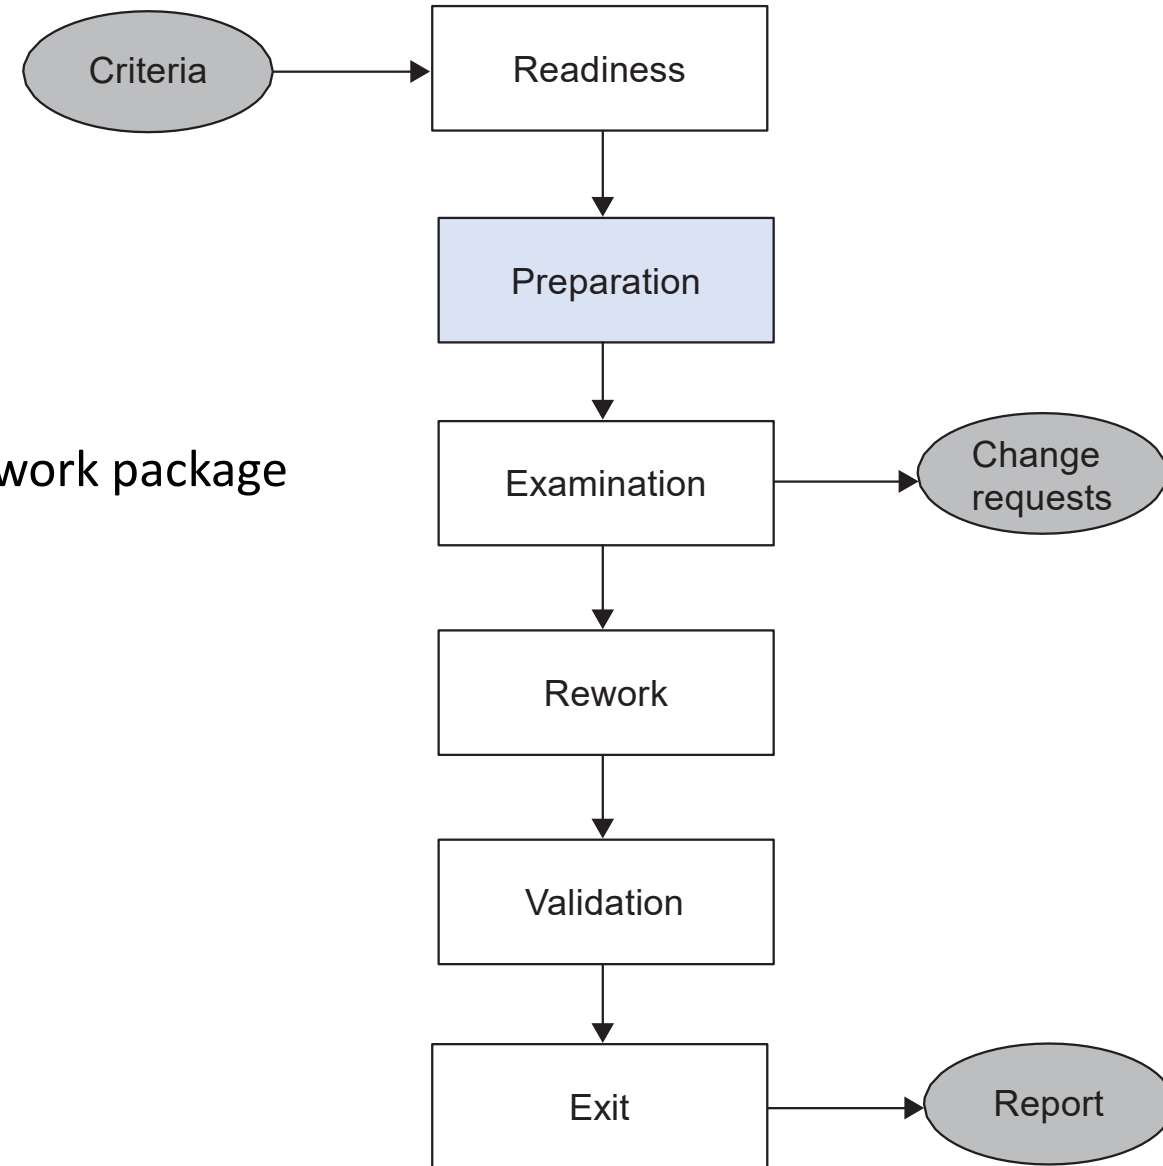 Criteria
Readiness
Preparation
work package
Examination
Change
requests
Rework
Validation
Exit
Report